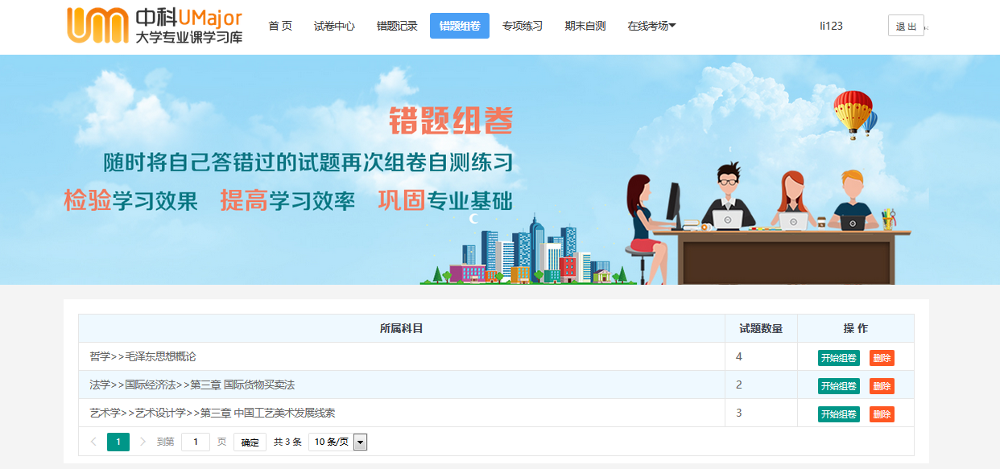 中科UMajor
大学专业课学习库
首 页 试卷中心 错题记录 错题组卷 专项练习 期末自测 在线考场 li123 退 出
错题组卷
随时将自己答错过的试题再次组卷自测练习
检验学习效果 提高学习效率 巩固专业基础
所属科目 试题数量 操 作
哲学>>毛泽东思想概论 4 开始组卷 删除
法学>>国际经济法>>第三章 国际货物买卖法 2 开始组卷 删除
艺术学>>艺术设计学>>第三章 中国工艺美术发展线索 3 开始组卷 删除
1 到第 1 页 确定 共 3 条 10 条/页